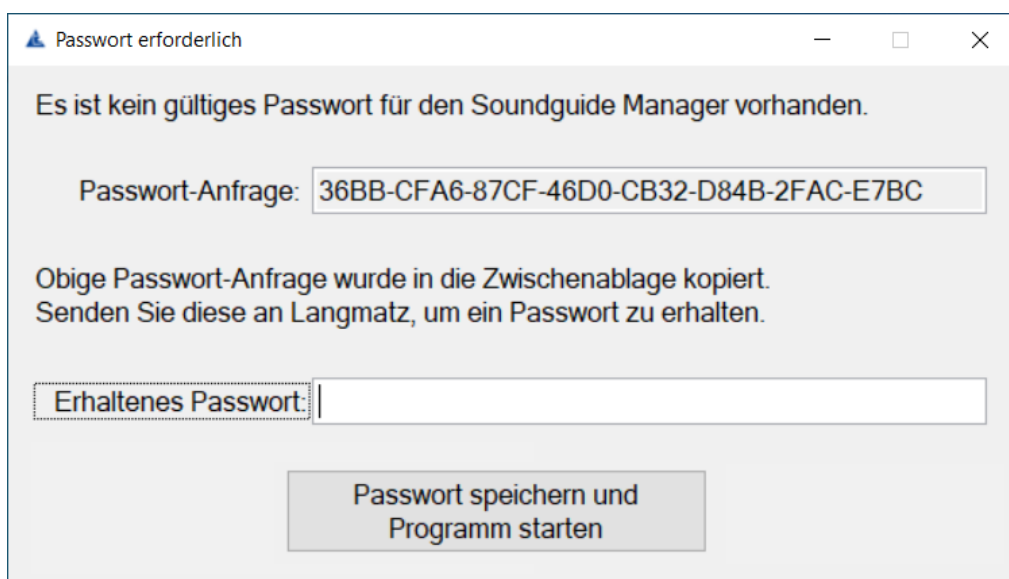 Passwort erforderlich
Es ist kein gültiges Passwort für den Soundguide Manager vorhanden.
Passwort-Anfrage: 36BB-CFA6-87CF-46D0-CB32-D84B-2FAC-E7BC
Obige Passwort-Anfrage wurde in die Zwischenablage kopiert.
Senden Sie diese an Langmatz, um ein Passwort zu erhalten.
Erhaltenes Passwort:
Passwort speichern und
Programm starten